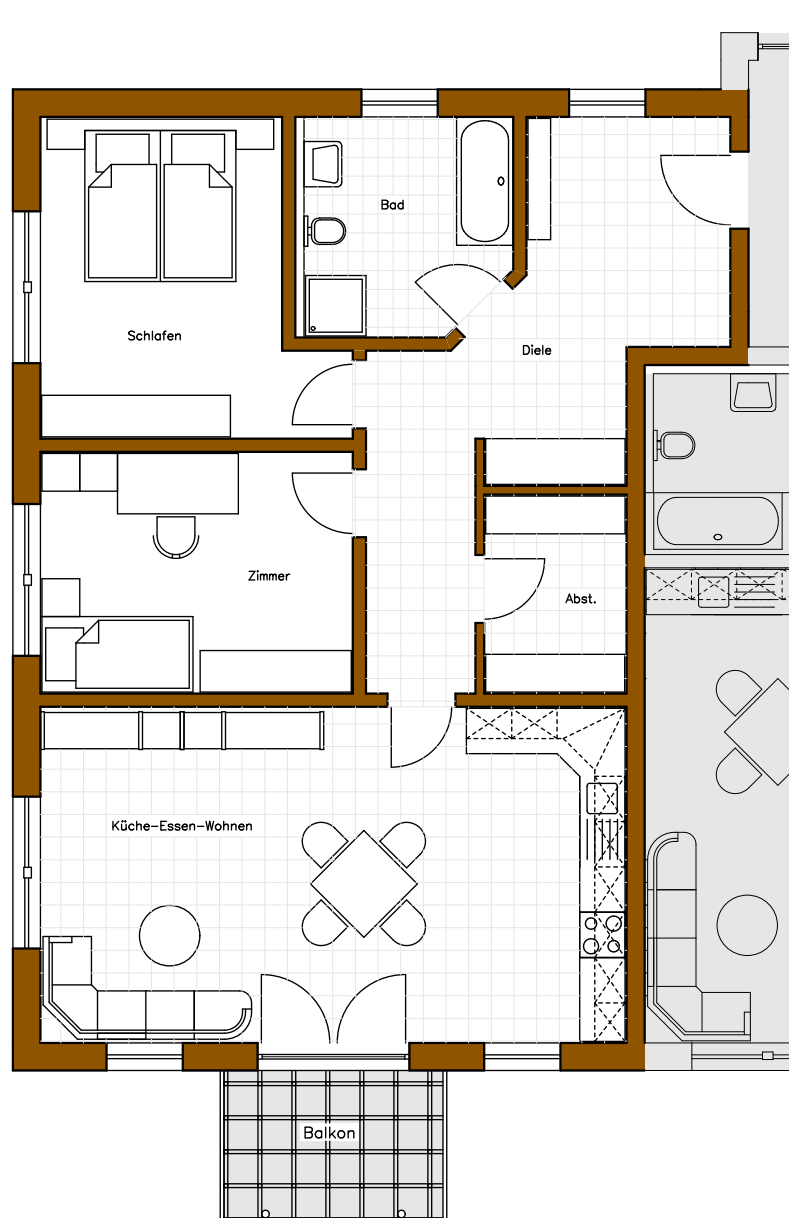 Bad
Schlafen
Diele
Zimmer
Abst.
Küche-Essen-Wohnen
Balkon